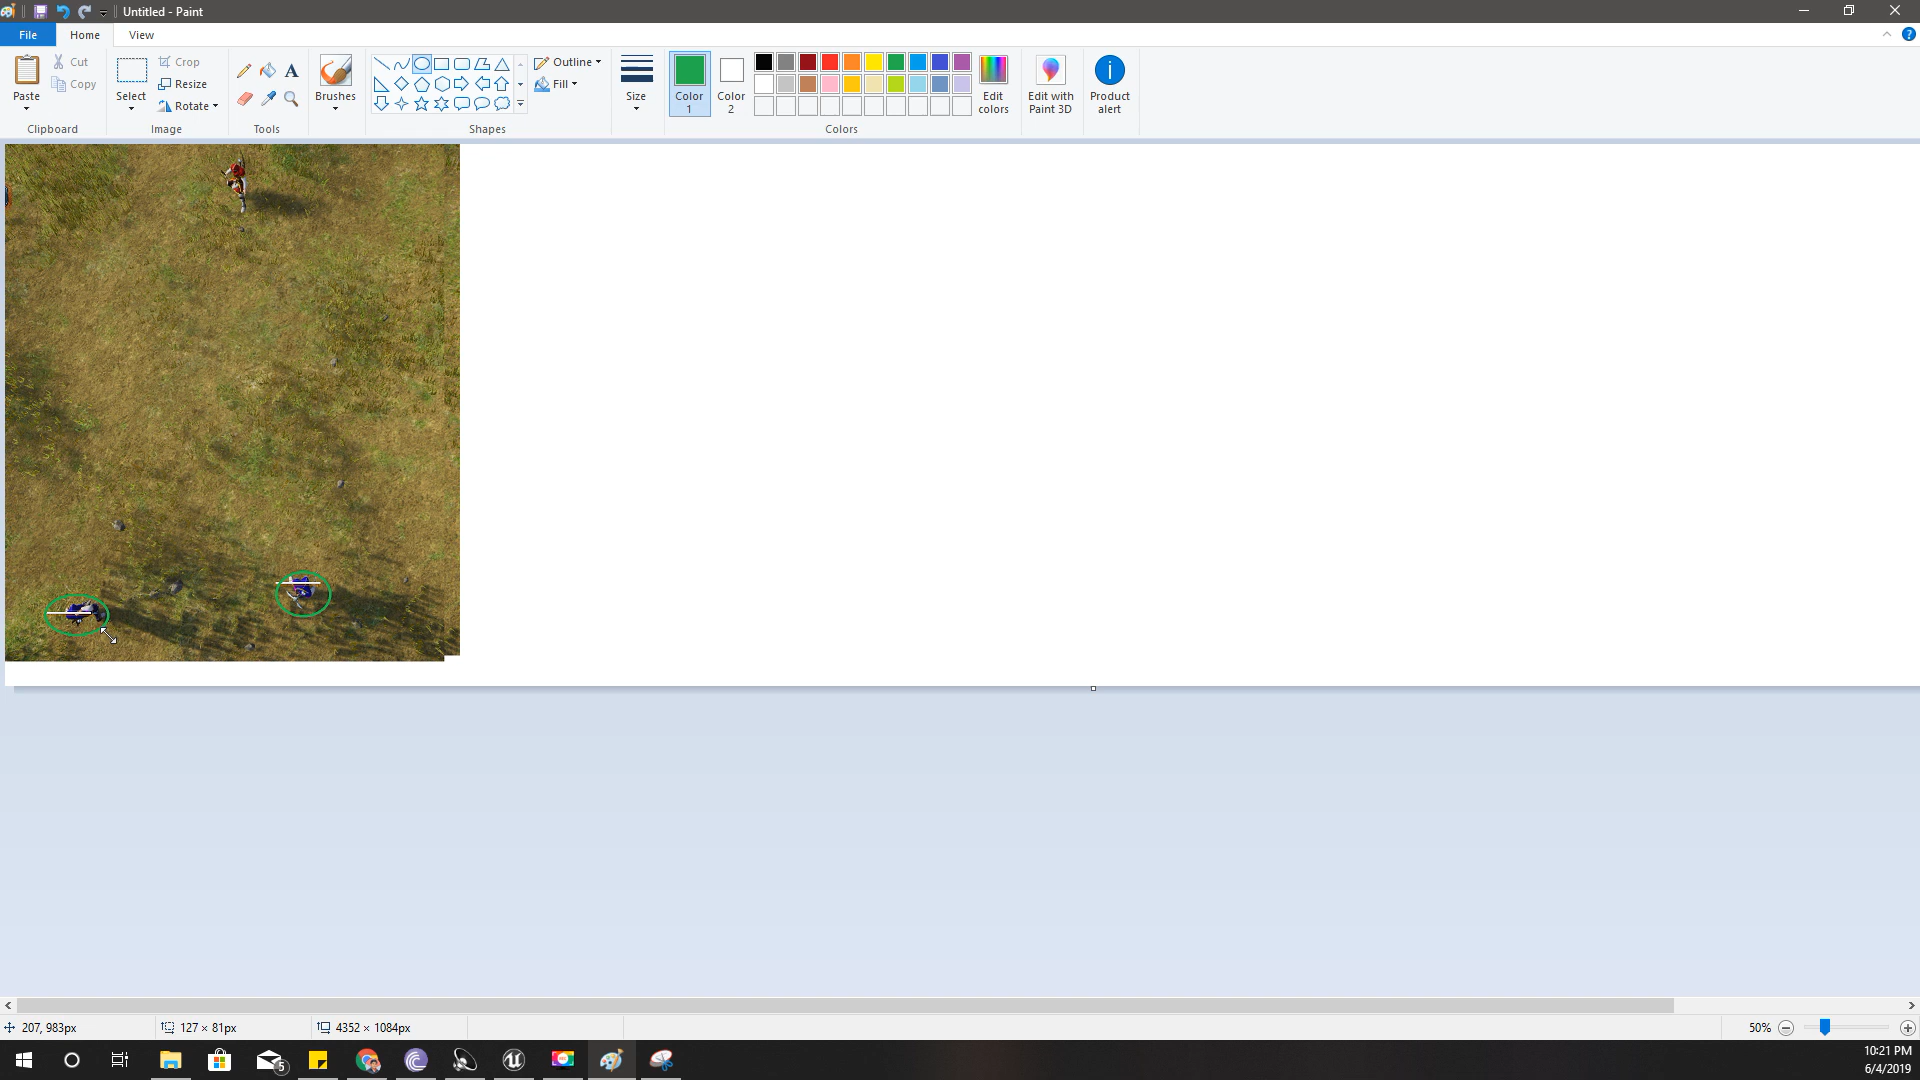 Untitled - Paint
File Home View
Paste
Cut
Copy
Clipboard
Select
Crop
Resize
Rotate
Image
A
Tools
Brushes
Outline
Fill
Shapes
Size
Color 1
Color 2
Edit colors
Colors
Edit with Paint 3D
Product alert
207, 983px
127 × 81px
4352 × 1084px
50%
5
10:21 PM
6/4/2019